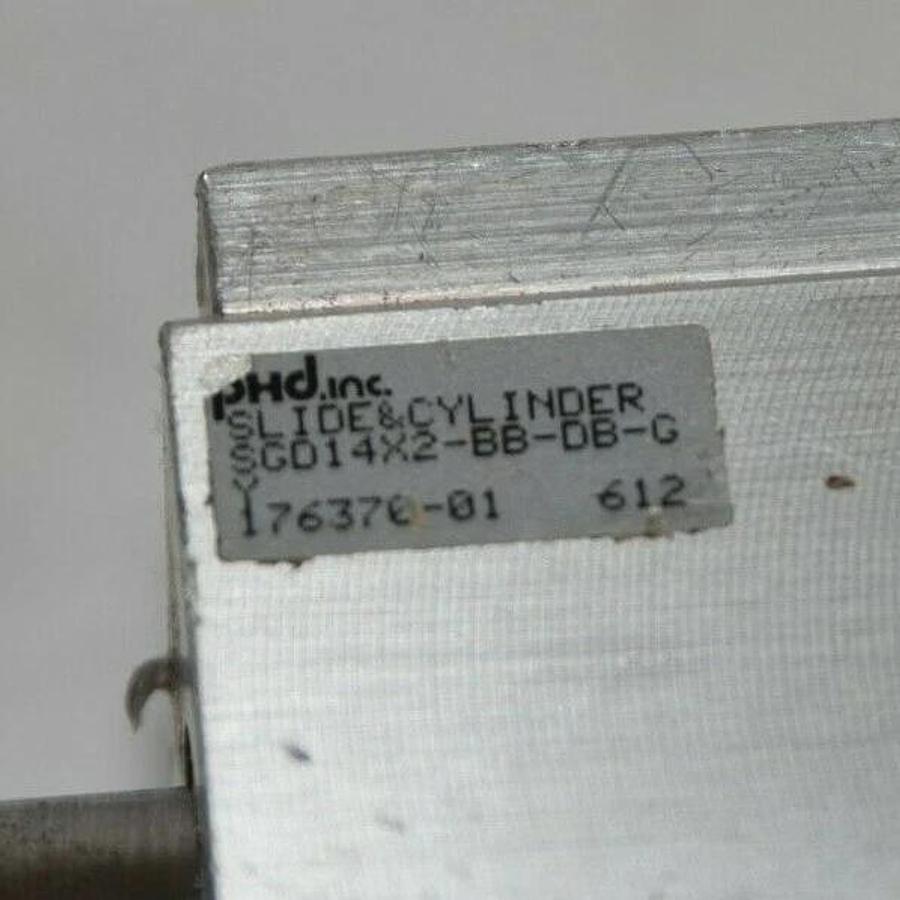 PHd.inc.
SLIDE&CYLINDER
SGD14X2-BB-DB-G
Y
176370-01 612